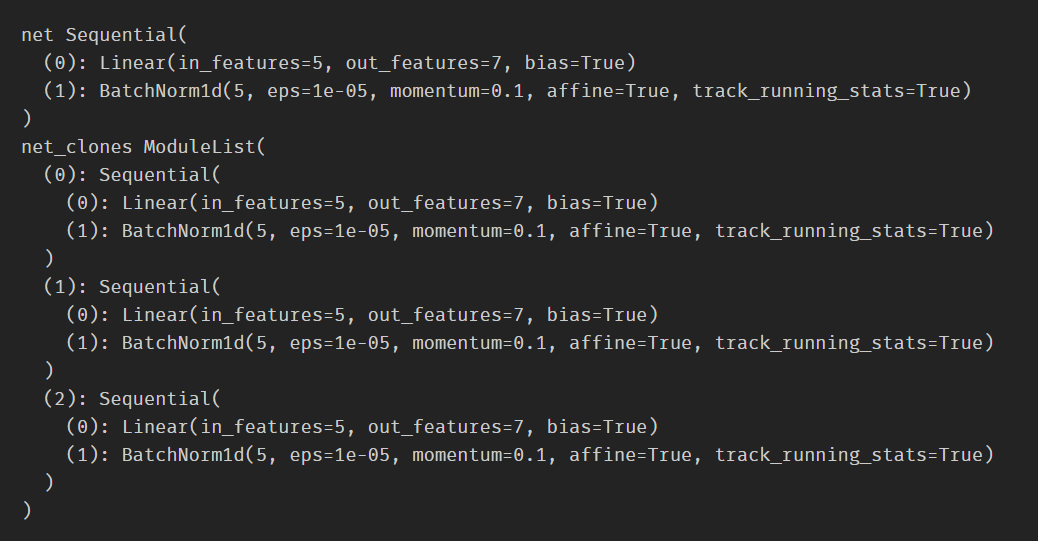 net Sequential(
  (0): Linear(in_features=5, out_features=7, bias=True)
  (1): BatchNorm1d(5, eps=1e-05, momentum=0.1, affine=True, track_running_stats=True)
)
net_clones ModuleList(
  (0): Sequential(
    (0): Linear(in_features=5, out_features=7, bias=True)
    (1): BatchNorm1d(5, eps=1e-05, momentum=0.1, affine=True, track_running_stats=True)
  )
  (1): Sequential(
    (0): Linear(in_features=5, out_features=7, bias=True)
    (1): BatchNorm1d(5, eps=1e-05, momentum=0.1, affine=True, track_running_stats=True)
  )
  (2): Sequential(
    (0): Linear(in_features=5, out_features=7, bias=True)
    (1): BatchNorm1d(5, eps=1e-05, momentum=0.1, affine=True, track_running_stats=True)
  )
)